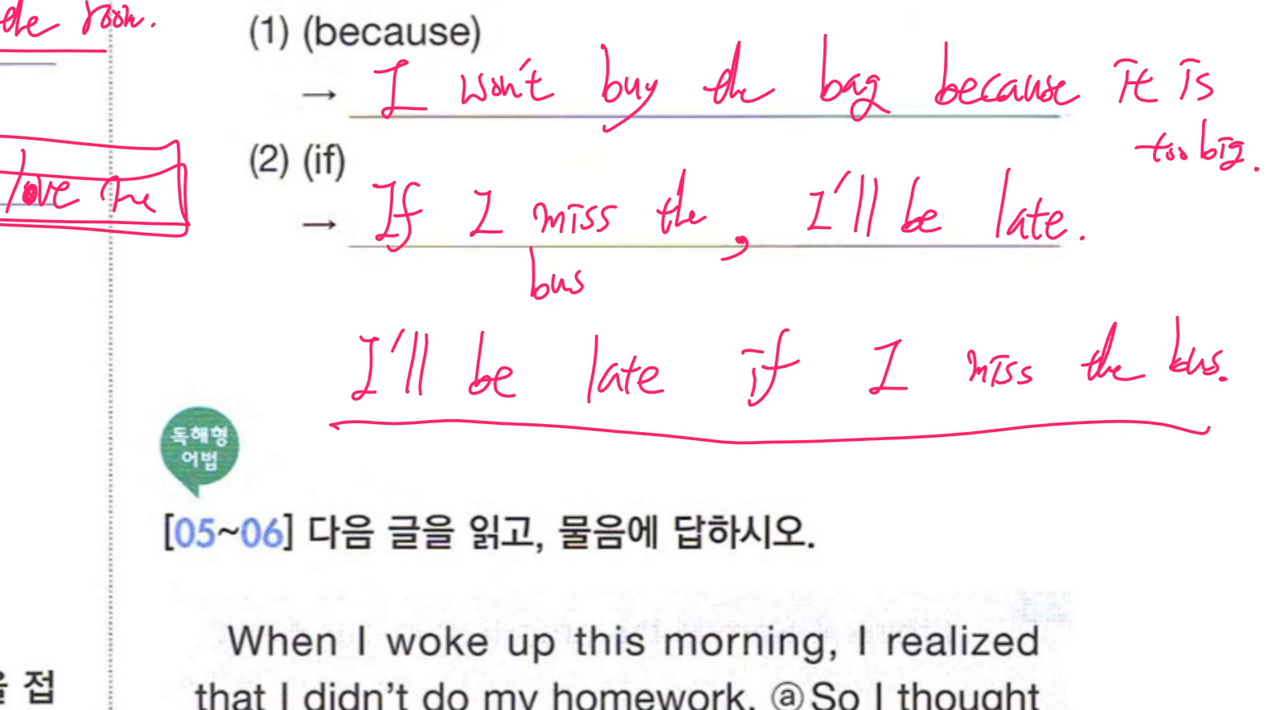 the room.
love me
(1) (because)
→ I won't buy the bag because it is
too big.
(2) (if)
→ If I miss the, I'll be late.
bus
I'll be late if I miss the bus.
독해형
어법
[05~06] 다음 글을 읽고, 물음에 답하시오.
When I woke up this morning, I realized
that I didn't do my homework. ⓐSo I thought
접